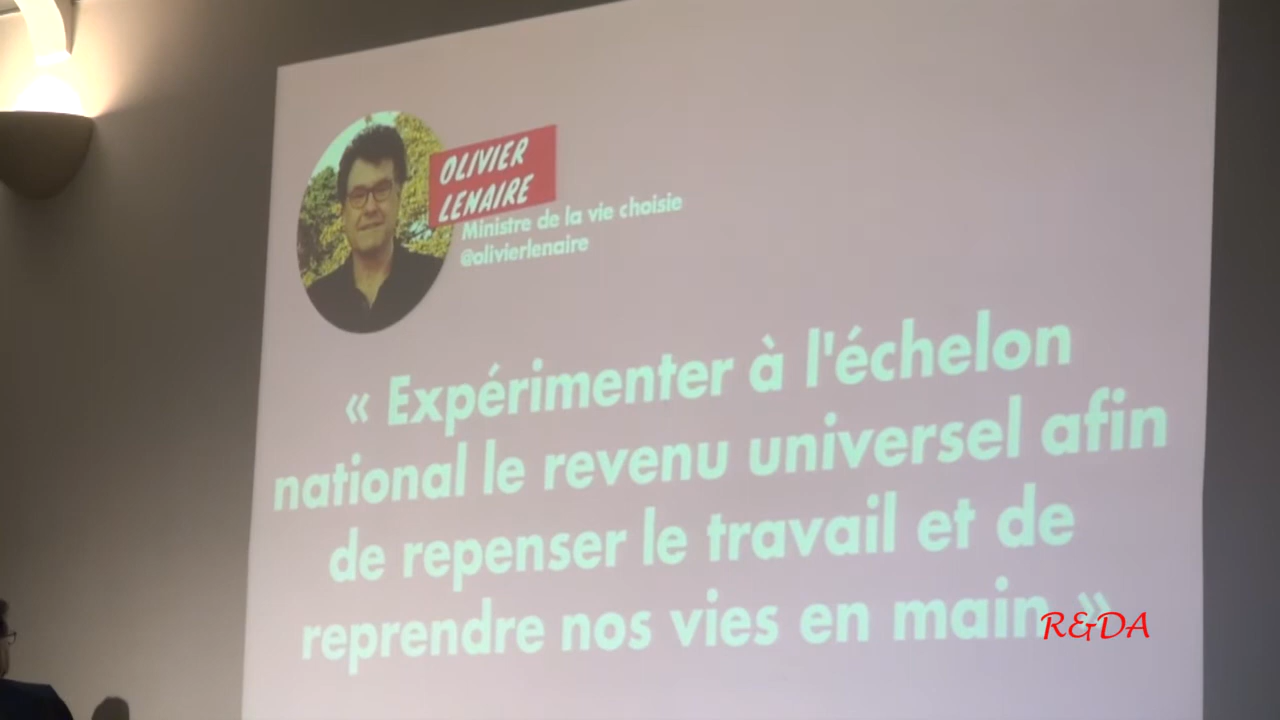 OLIVIER
LENAIRE
Ministre de la vie choisie
@olivierlenaire
« Expérimenter à l'échelon
national le revenu universel afin
de repenser le travail et de
reprendre nos vies en main »
R&DA